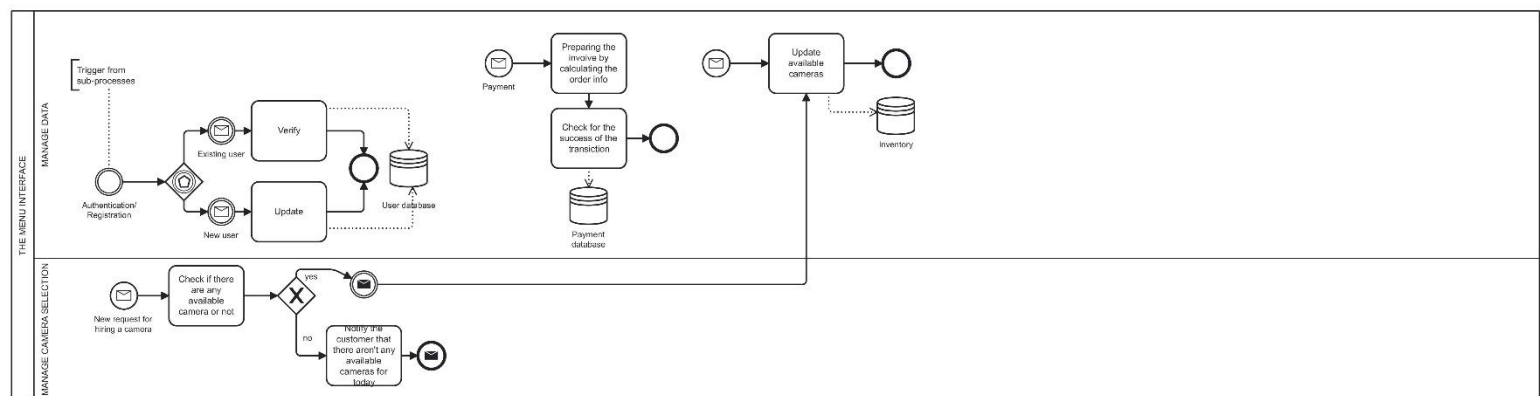 THE MENU INTERFACE
MANAGE DATA
Trigger from
sub-processes
Authentication/
Registration
Existing user
New user
Verify
Update
User database
Payment
Preparing the
invoive by
calculating the
order info
Check for the
success of the
transiction
Payment
database
Update
available
cameras
Inventory
MANAGE CAMERA SELECTION
New request for
hiring a camera
Check if there
are any
available
camera or not
yes
no
Notify the
customer that
there aren't any
available
cameras for
today